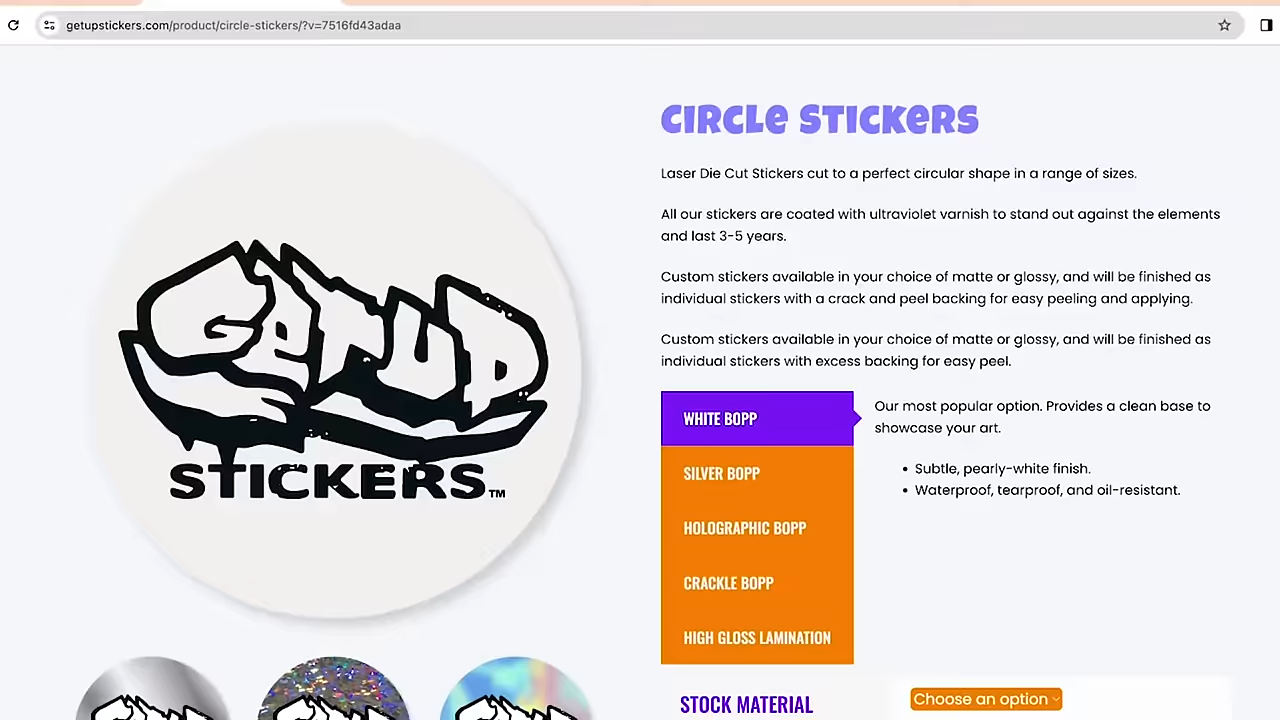 getupstickers.com/product/circle-stickers/?v=7516fd43adaa
GETUP
STICKERS™
CIRCLE STICKERS
Laser Die Cut Stickers cut to a perfect circular shape in a range of sizes.
All our stickers are coated with ultraviolet varnish to stand out against the elements
and last 3-5 years.
Custom stickers available in your choice of matte or glossy, and will be finished as
individual stickers with a crack and peel backing for easy peeling and applying.
Custom stickers available in your choice of matte or glossy, and will be finished as
individual stickers with excess backing for easy peel.
WHITE BOPP
Our most popular option. Provides a clean base to
showcase your art.
• Subtle, pearly-white finish.
• Waterproof, tearproof, and oil-resistant.
SILVER BOPP
HOLOGRAPHIC BOPP
CRACKLE BOPP
HIGH GLOSS LAMINATION
STOCK MATERIAL
Choose an option